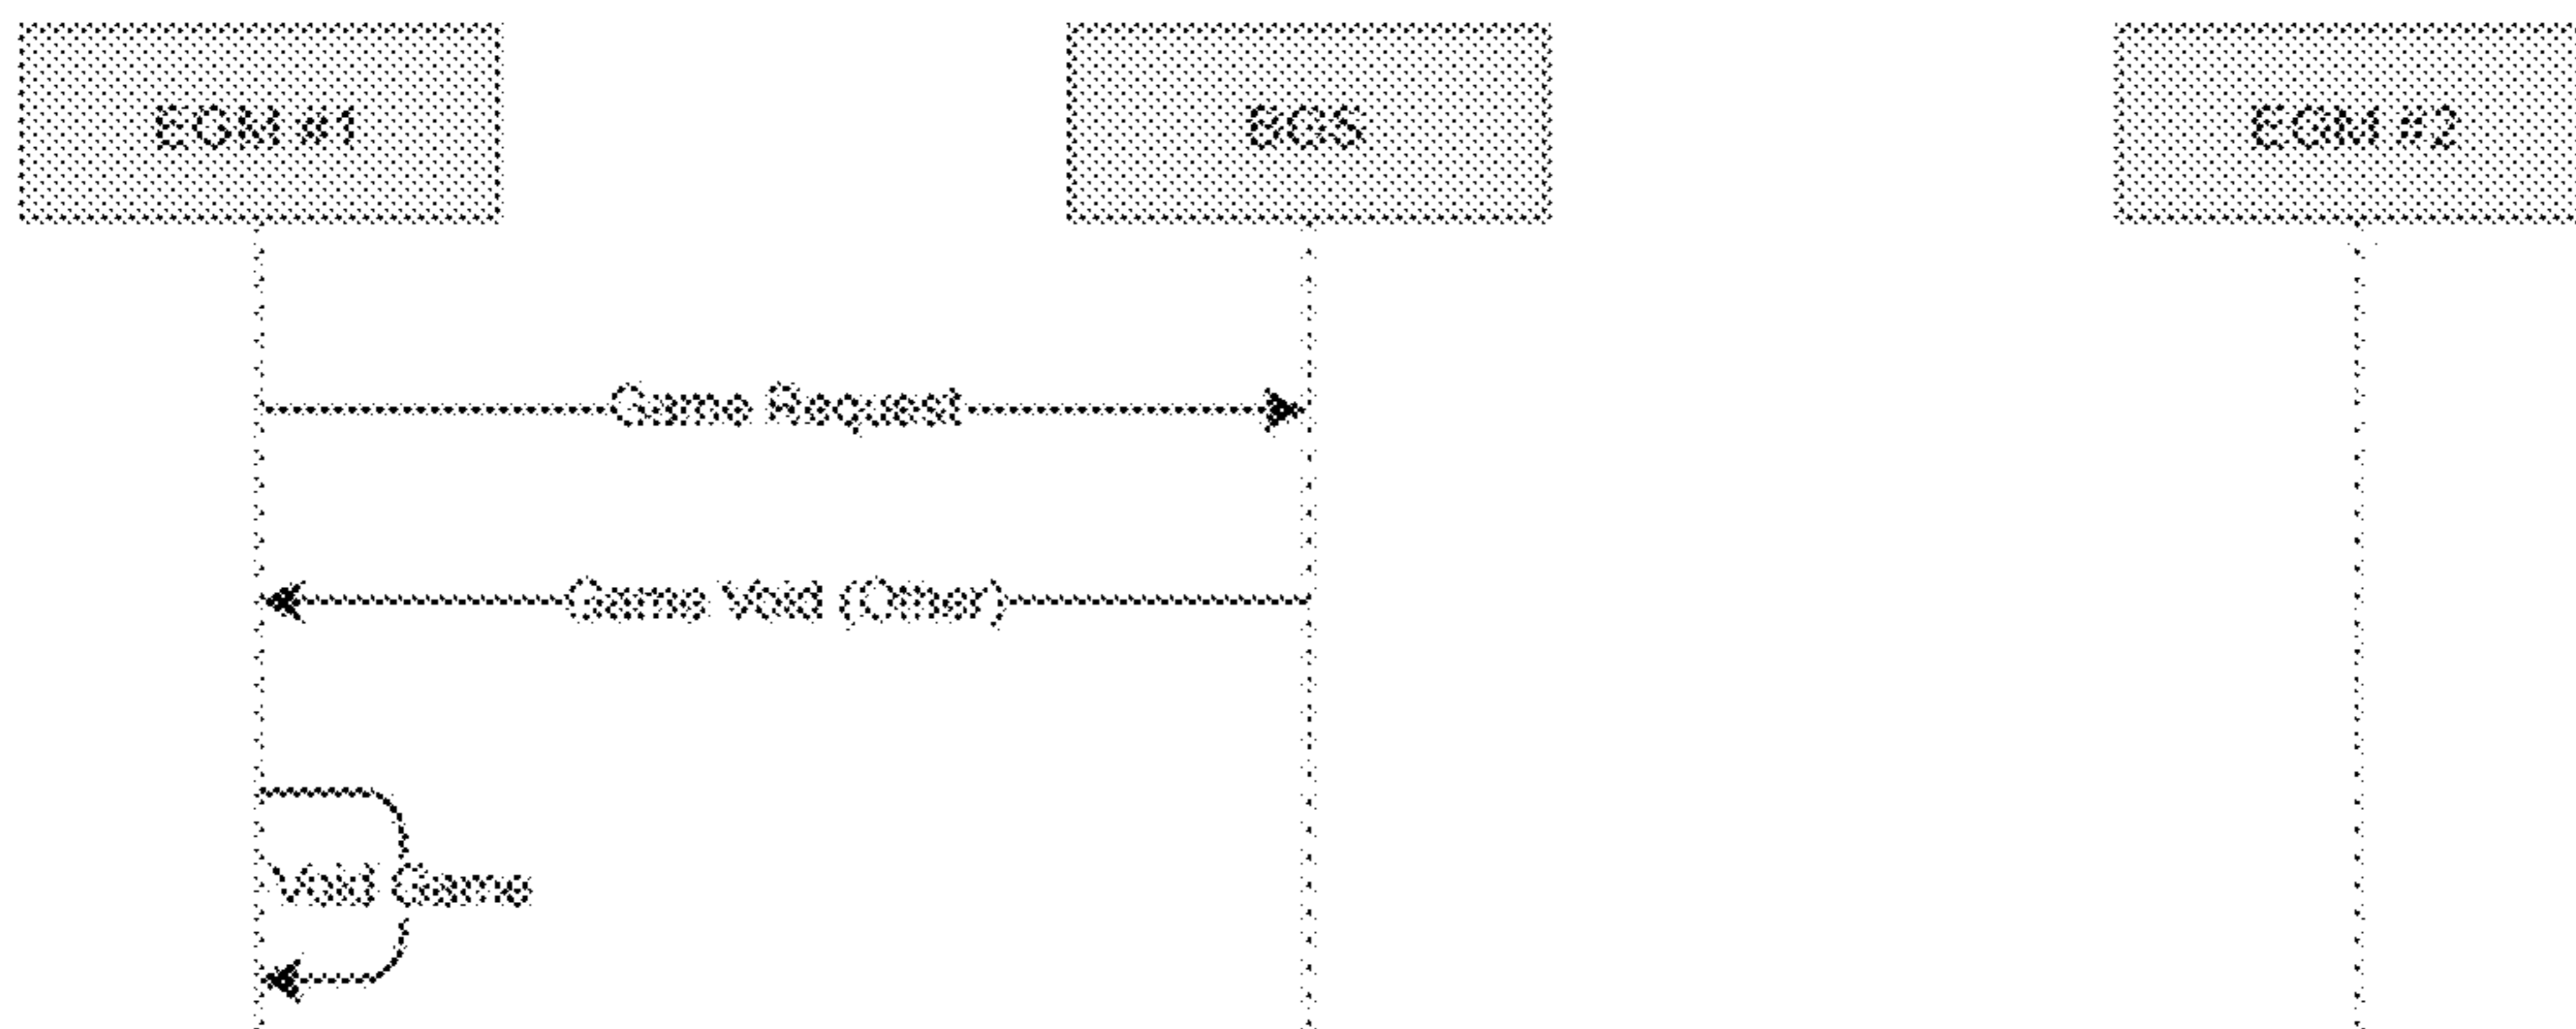 EGM #1
BGS
EGM #2
Game Request
Game Void (Other)
Void Game